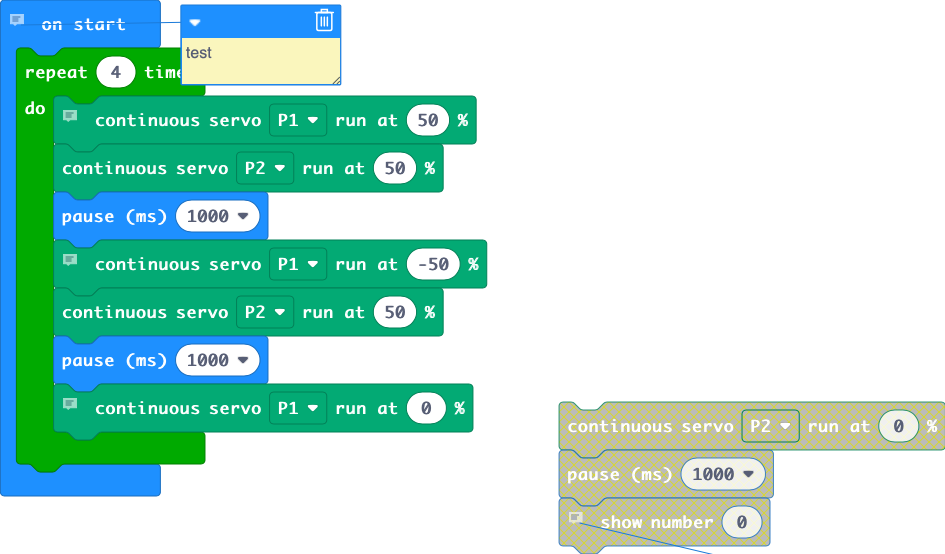 on start
test
repeat 4
do
continuous servo P1 run at 50 %
continuous servo P2 run at 50 %
pause (ms) 1000
continuous servo P1 run at -50 %
continuous servo P2 run at 50 %
pause (ms) 1000
continuous servo P1 run at 0 %
continuous servo P2 run at 0 %
pause (ms) 1000
show number 0